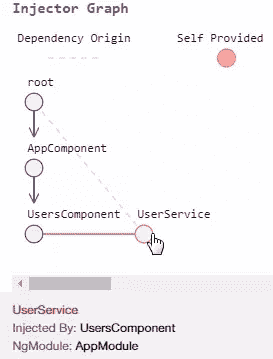 Injector Graph
Dependency Origin Self Provided
root
AppComponent
UsersComponent UserService
UserService
Injected By: UsersComponent
NgModule: AppModule